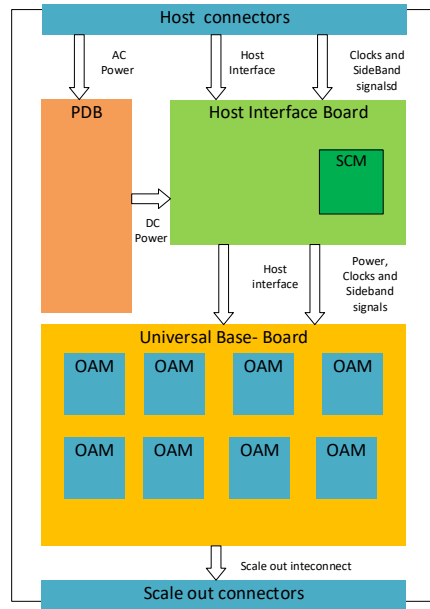 Host connectors
AC
Power
Host
Interface
Clocks and
SideBand
signalsd
PDB
Host Interface Board
SCM
DC
Power
Host
interface
Power,
Clocks and
Sideband
signals
Universal Base- Board
OAM OAM OAM OAM
OAM OAM OAM OAM
Scale out inteconnect
Scale out connectors